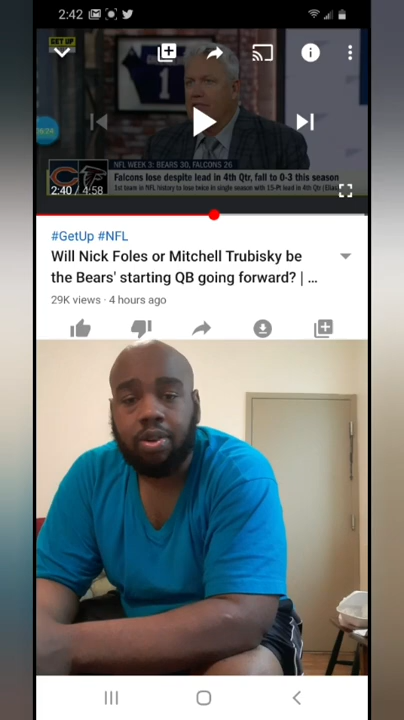 2:42
GET UP
06:24
NFL WEEK 3: BEARS 30, FALCONS 26
Falcons lose despite lead in 4th Qtr, fall to 0-3 this season
1st team in NFL history to lose twice in single season with 15-Pt lead in 4th Qtr (Elias
2:40 / 4:58
#GetUp #NFL
Will Nick Foles or Mitchell Trubisky be
the Bears' starting QB going forward? | ...
29K views · 4 hours ago